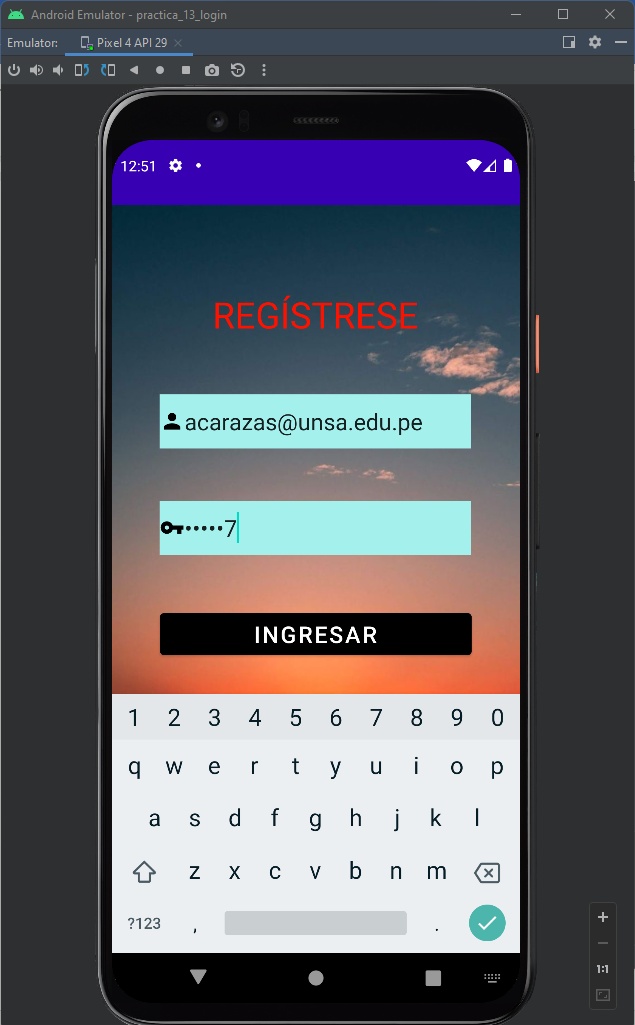 Android Emulator - practica_13_login
Emulator: Pixel 4 API 29
12:51
REGÍSTRESE
acarazas@unsa.edu.pe
•••••7
INGRESAR
1 2 3 4 5 6 7 8 9 0
q w e r t y u i o p
a s d f g h j k l
z x c v b n m
?123 , .
1:1